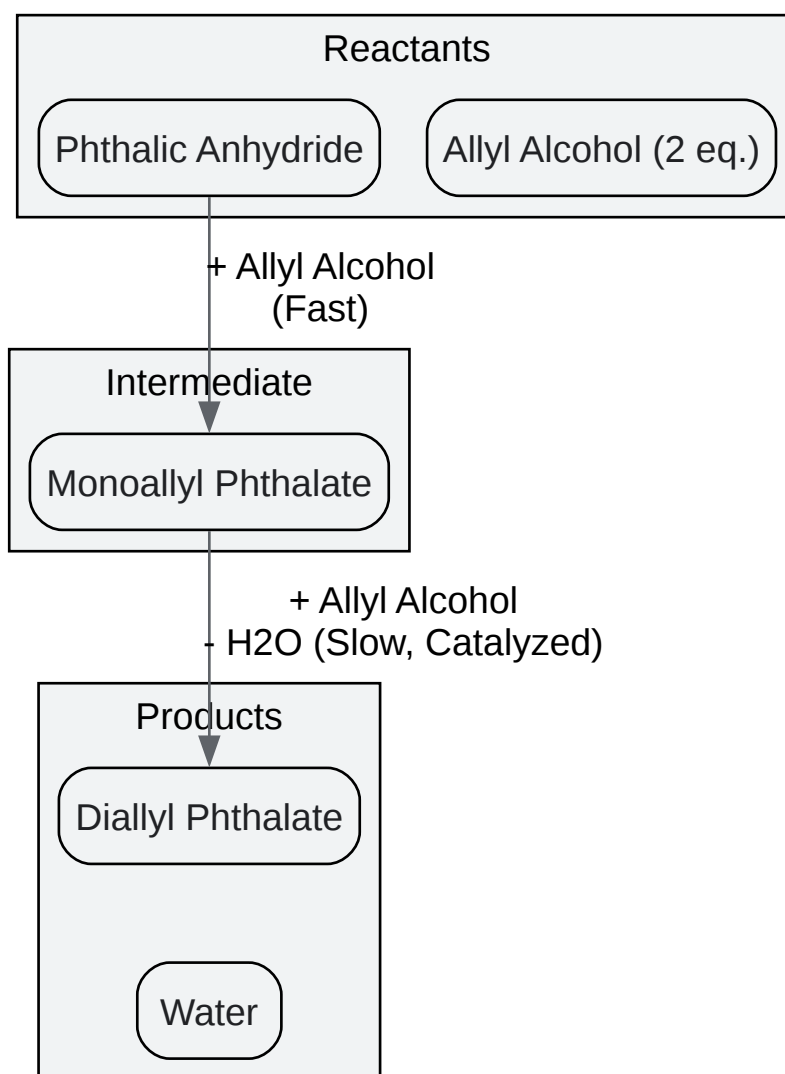 Reactants
Phthalic Anhydride
Allyl Alcohol (2 eq.)
+ Allyl Alcohol
(Fast)
Intermediate
Monoallyl Phthalate
+ Allyl Alcohol
- H2O (Slow, Catalyzed)
Products
Diallyl Phthalate
Water